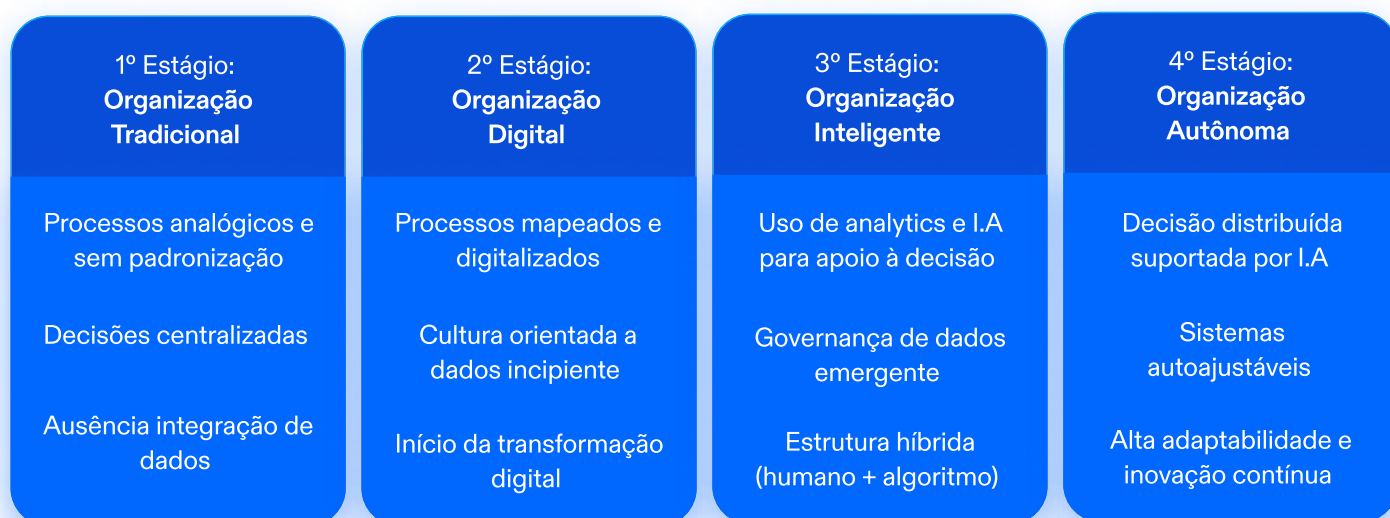 1º Estágio:
Organização
Tradicional
Processos analógicos e
sem padronização
Decisões centralizadas
Ausência integração de
dados
2º Estágio:
Organização
Digital
Processos mapeados e
digitalizados
Cultura orientada a
dados incipiente
Início da transformação
digital
3º Estágio:
Organização
Inteligente
Uso de analytics e I.A
para apoio à decisão
Governança de dados
emergente
Estrutura híbrida
(humano + algoritmo)
4º Estágio:
Organização
Autônoma
Decisão distribuída
suportada por I.A
Sistemas
autoajustáveis
Alta adaptabilidade e
inovação contínua